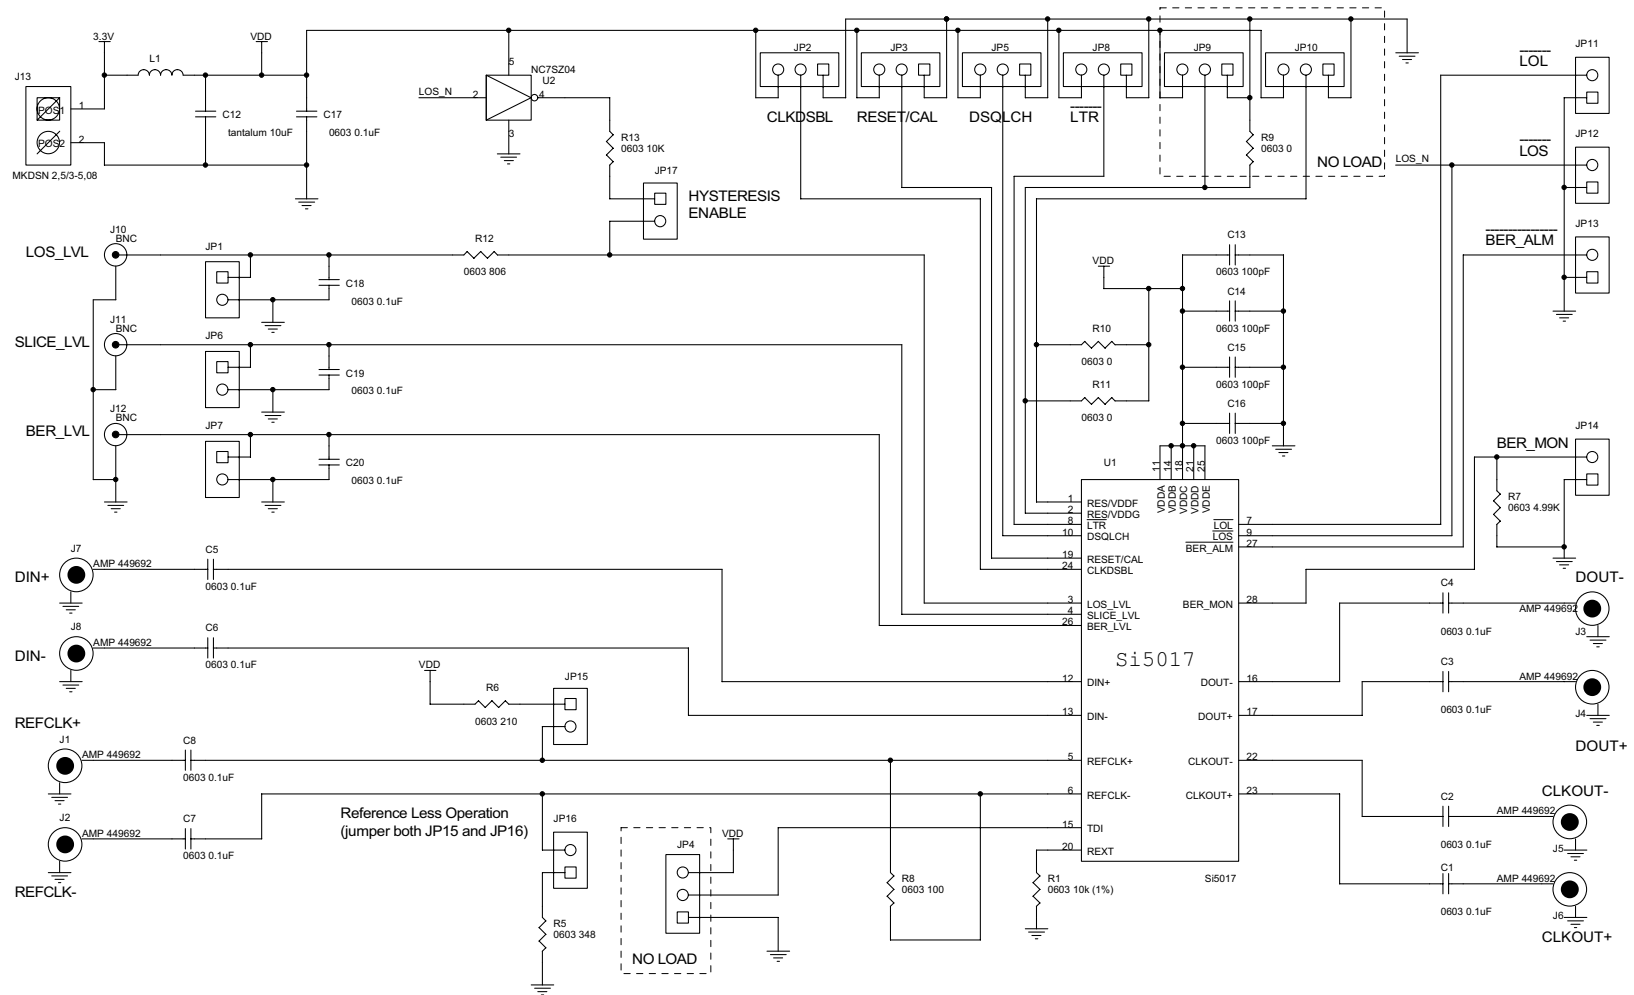 3.3V
VDD
L1
J13
POS1
1
POS2
2
MKDSN 2,5/3-5,08
C12
tantalum 10uF
C17
0603 0.1uF
LOS_N
2
5
NC7SZ04
U2
4
3
R13
0603 10K
JP17
HYSTERESIS
ENABLE
JP2
JP3
JP5
JP8
JP9
JP10
CLKDSBL
RESET/CAL
DSQLCH
LTR
R9
0603 0
NO LOAD
JP11
LOL
JP12
LOS
LOS_N
JP13
BER_ALM
LOS_LVL
J10
BNC
JP1
C18
0603 0.1uF
R12
0603 806
SLICE_LVL
J11
BNC
JP6
C19
0603 0.1uF
BER_LVL
J12
BNC
JP7
C20
0603 0.1uF
VDD
C13
0603 100pF
C14
0603 100pF
C15
0603 100pF
C16
0603 100pF
R10
0603 0
R11
0603 0
U1
11
14
18
21
25
VDDA
VDDB
VDDC
VDDD
VDDE
1
RES/VDDF
2
RES/VDDG
8
LTR
10
DSQLCH
19
RESET/CAL
24
CLKDSBL
3
LOS_LVL
4
SLICE_LVL
26
BER_LVL
Si5017
12
DIN+
13
DIN-
5
REFCLK+
6
REFCLK-
15
TDI
20
REXT
LOL
7
LOS
9
BER_ALM
27
BER_MON
28
DOUT-
16
DOUT+
17
CLKOUT-
22
CLKOUT+
23
Si5017
BER_MON
JP14
R7
0603 4.99K
J7
AMP 449692
DIN+
C5
0603 0.1uF
J8
AMP 449692
DIN-
C6
0603 0.1uF
VDD
R6
0603 210
JP15
REFCLK+
J1
AMP 449692
C8
0603 0.1uF
J2
AMP 449692
C7
0603 0.1uF
REFCLK-
Reference Less Operation
(jumper both JP15 and JP16)
JP16
R5
0603 348
JP4
VDD
NO LOAD
R8
0603 100
R1
0603 10k (1%)
DOUT-
C4
0603 0.1uF
AMP 449692
J3
C3
0603 0.1uF
AMP 449692
J4
DOUT+
CLKOUT-
C2
0603 0.1uF
AMP 449692
J5
C1
0603 0.1uF
AMP 449692
J6
CLKOUT+